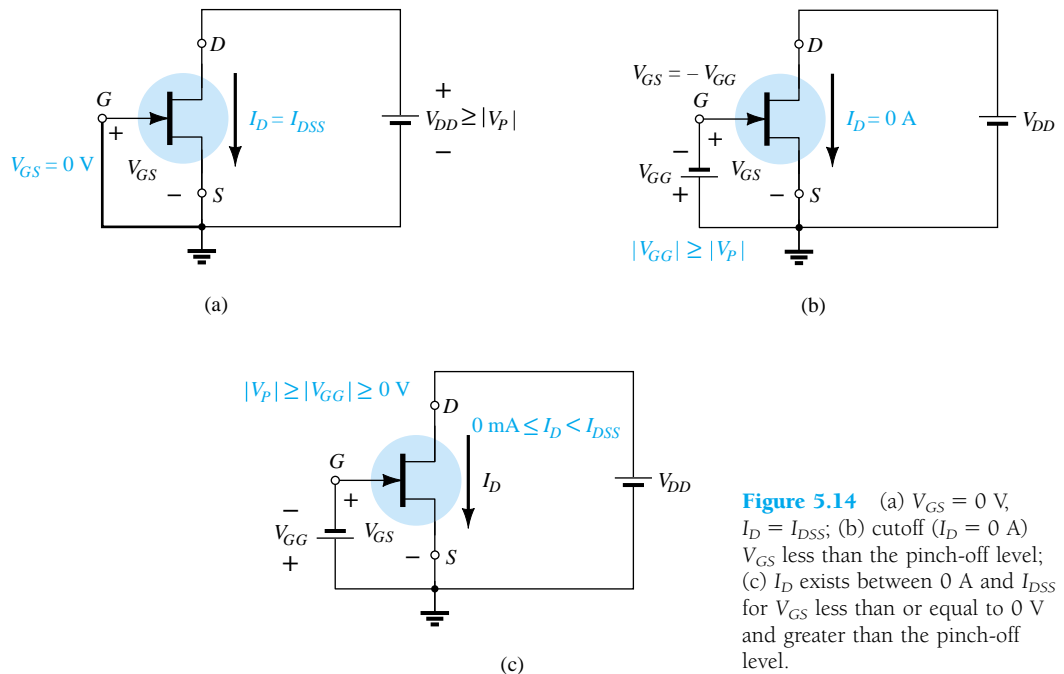 D
G
+
V_GS = 0 V
V_GS
−
S
I_D = I_DSS
+
V_DD ≥ |V_P|
−
(a)
D
V_GS = − V_GG
G
−
+
V_GG
V_GS
+
−
S
I_D = 0 A
V_DD
|V_GG| ≥ |V_P|
(b)
|V_P| ≥ |V_GG| ≥ 0 V
D
0 mA ≤ I_D < I_DSS
G
+
−
V_GG
V_GS
+
−
S
I_D
V_DD
(c)
Figure 5.14 (a) V_GS = 0 V,
I_D = I_DSS; (b) cutoff (I_D = 0 A)
V_GS less than the pinch-off level;
(c) I_D exists between 0 A and I_DSS
for V_GS less than or equal to 0 V
and greater than the pinch-off
level.